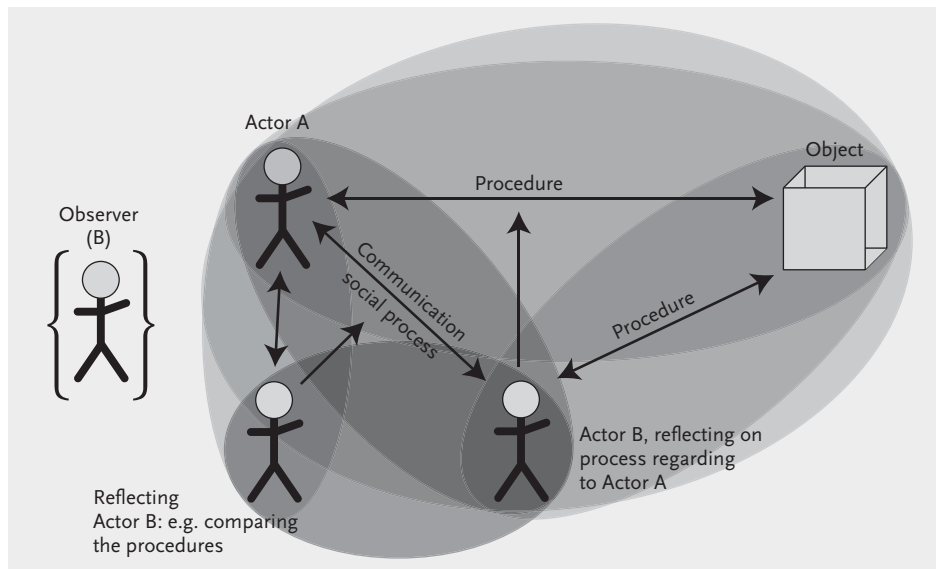 Actor A
Object
Procedure
Observer
(B)
Communication
social process
Procedure
Actor B, reflecting on
process regarding
to Actor A
Reflecting
Actor B: e.g. comparing
the procedures